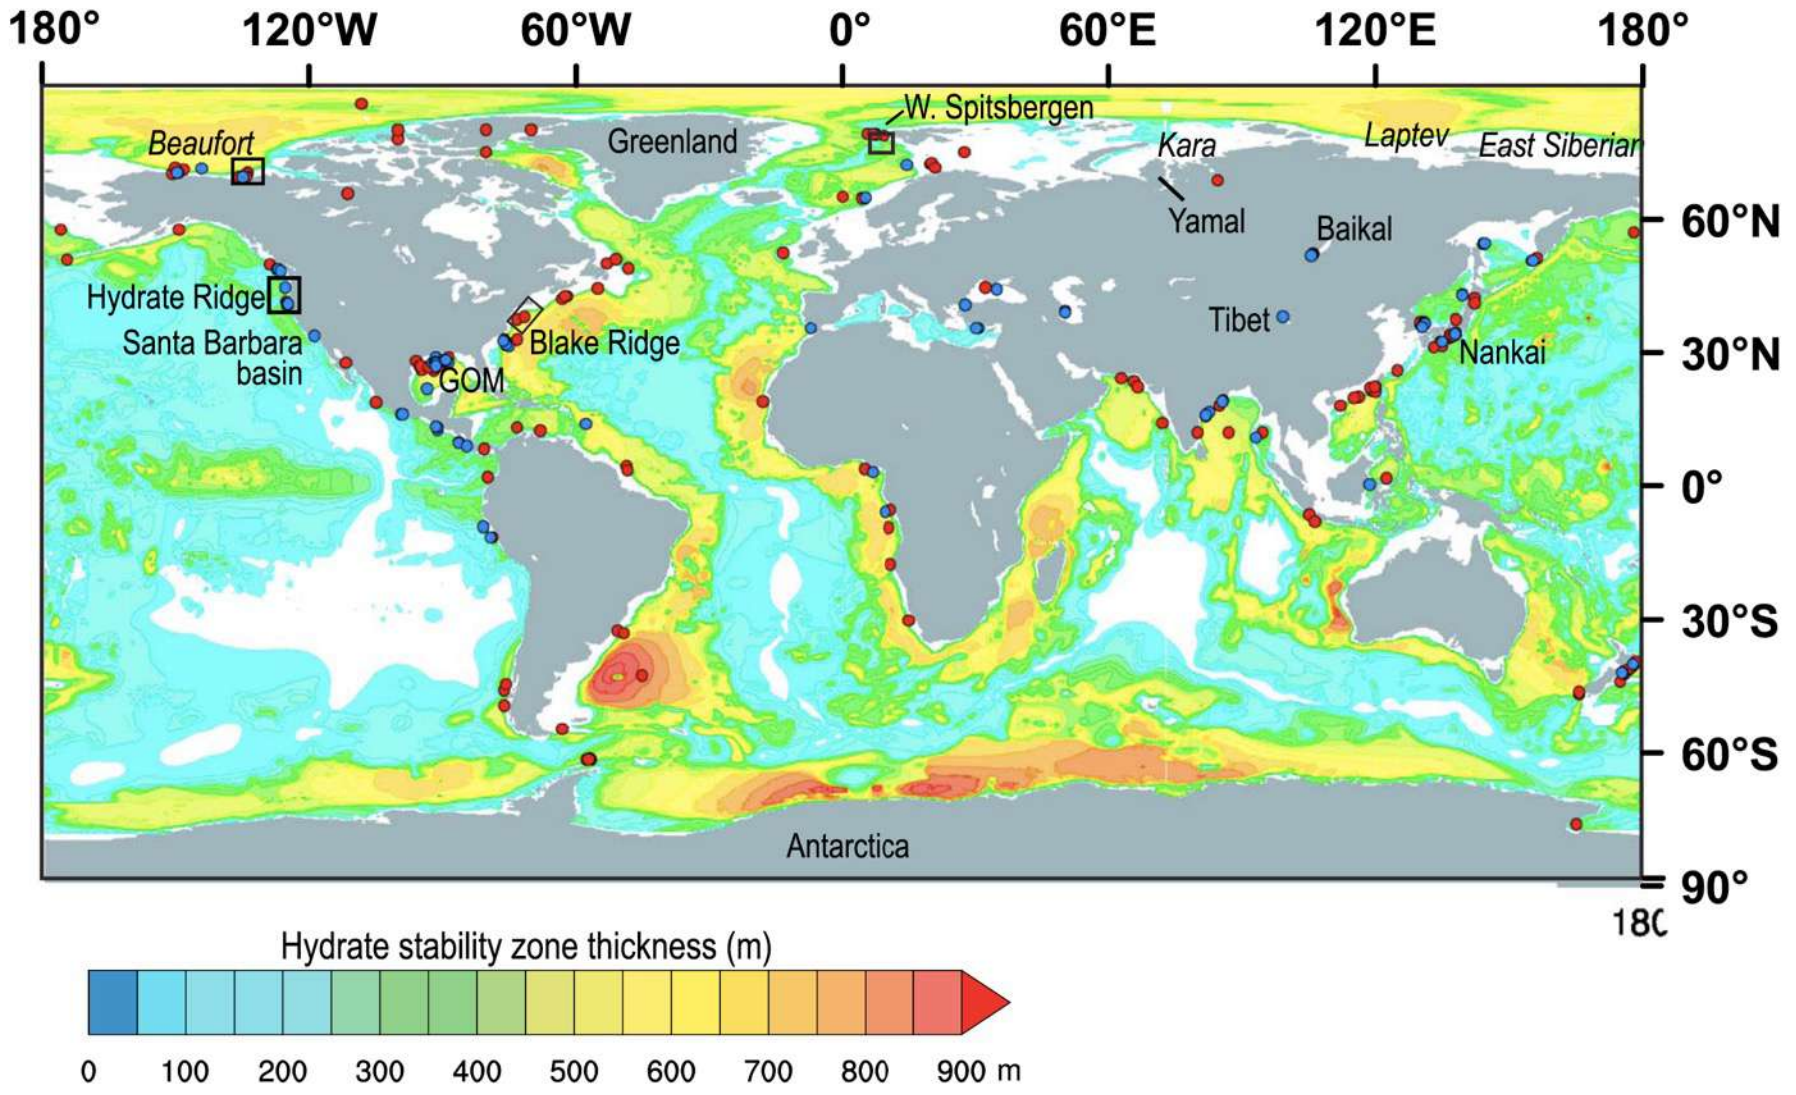 180° 120°W 60°W 0° 60°E 120°E 180°
W. Spitsbergen
Beaufort
Greenland
Kara
Laptev
East Siberian
Yamal
60°N
Baikal
Hydrate Ridge
Tibet
Santa Barbara
basin
Blake Ridge
Nankai
30°N
GOM
0°
30°S
60°S
Antarctica
90°
180
Hydrate stability zone thickness (m)
0 100 200 300 400 500 600 700 800 900 m